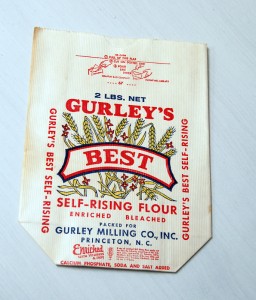 2 LBS. NET
GURLEY'S
BEST
SELF-RISING FLOUR
ENRICHED BLEACHED
PACKED FOR
GURLEY MILLING CO., INC.
PRINCETON, N. C.
Enriched
CALCIUM PHOSPHATE, SODA AND SALT ADDED
GURLEY'S BEST SELF-RISING
GURLEY'S BEST SELF-RISING